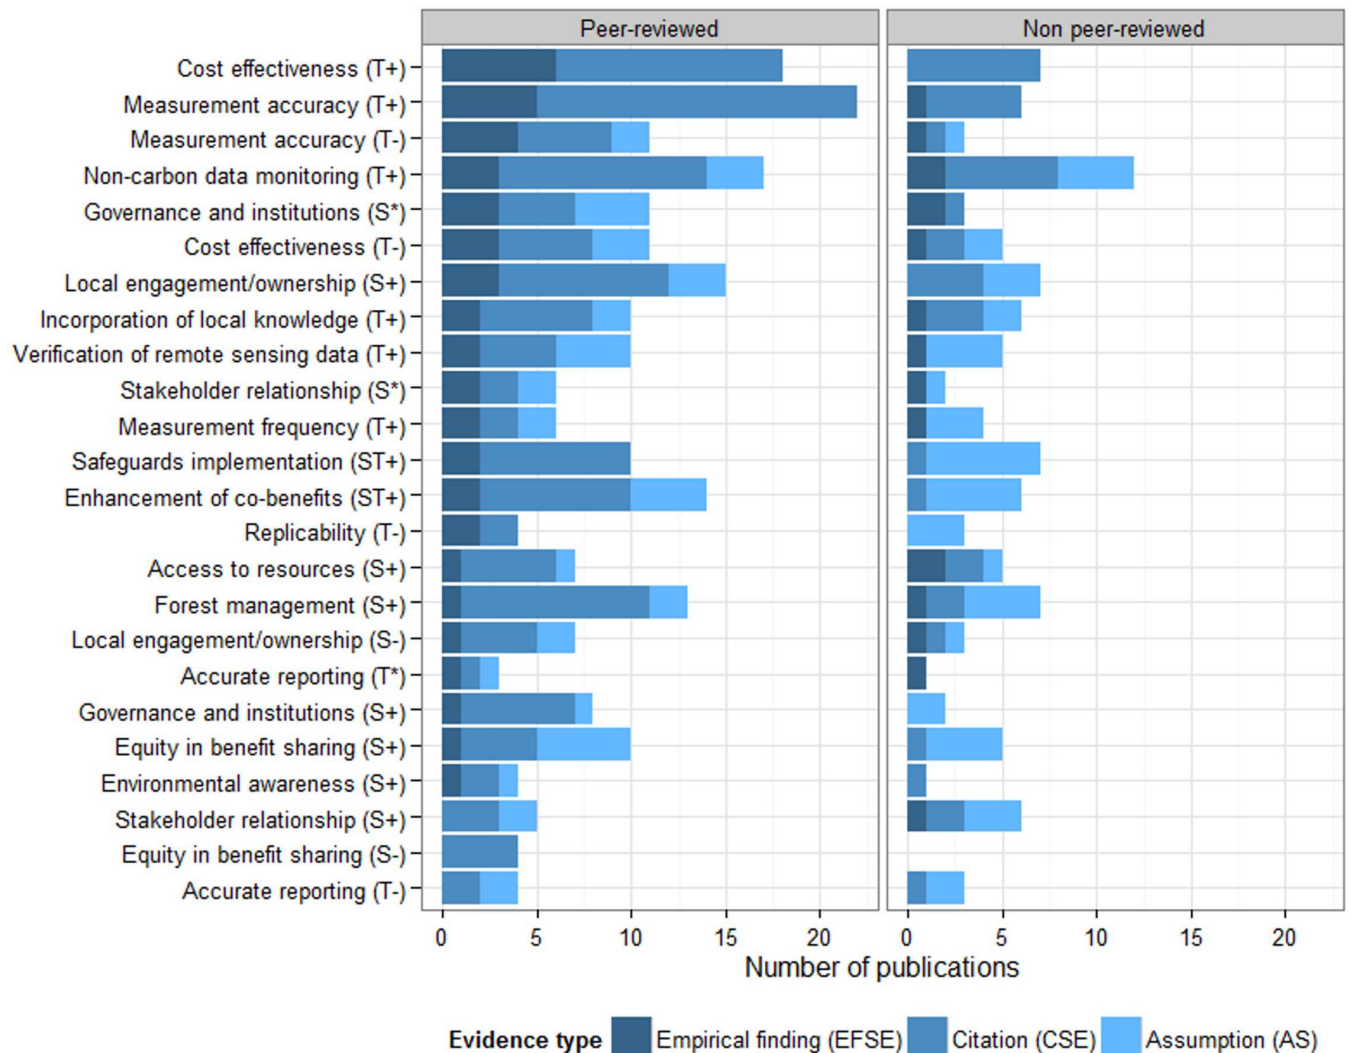 Peer-reviewed
Non peer-reviewed
Cost effectiveness (T+)
Measurement accuracy (T+)
Measurement accuracy (T-)
Non-carbon data monitoring (T+)
Governance and institutions (S*)
Cost effectiveness (T-)
Local engagement/ownership (S+)
Incorporation of local knowledge (T+)
Verification of remote sensing data (T+)
Stakeholder relationship (S*)
Measurement frequency (T+)
Safeguards implementation (ST+)
Enhancement of co-benefits (ST+)
Replicability (T-)
Access to resources (S+)
Forest management (S+)
Local engagement/ownership (S-)
Accurate reporting (T*)
Governance and institutions (S+)
Equity in benefit sharing (S+)
Environmental awareness (S+)
Stakeholder relationship (S+)
Equity in benefit sharing (S-)
Accurate reporting (T-)
0 5 10 15 20
0 5 10 15 20
Number of publications
Evidence type Empirical finding (EFSE) Citation (CSE) Assumption (AS)